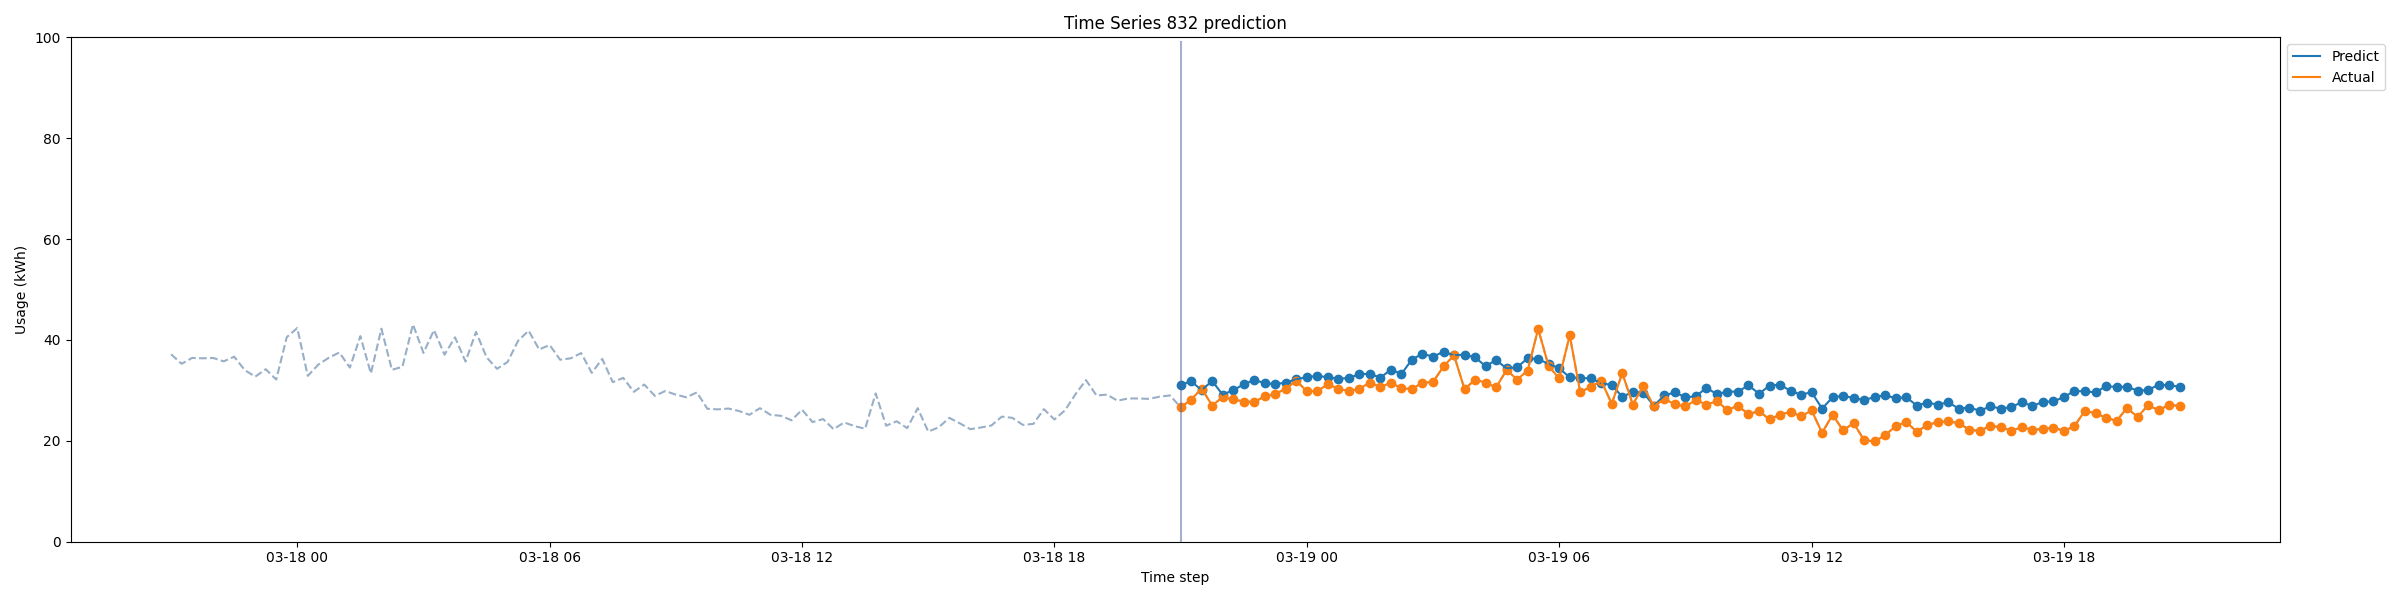 Time Series 832 prediction
Usage (kWh)
100
80
60
40
20
0
03-18 00
03-18 06
03-18 12
03-18 18
03-19 00
03-19 06
03-19 12
03-19 18
Time step
Predict
Actual